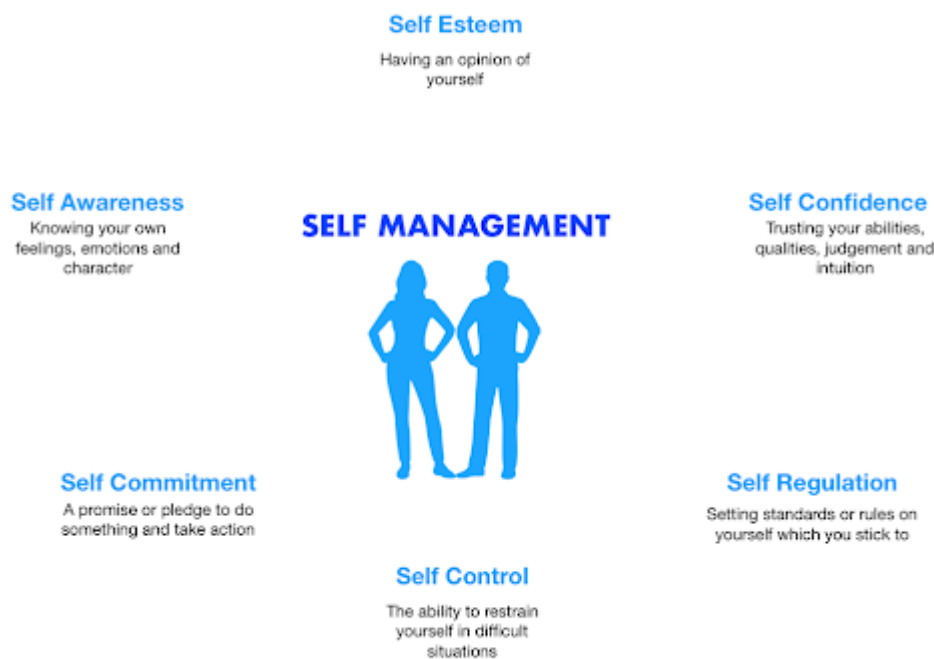 Self Esteem
Having an opinion of
yourself
Self Awareness
Knowing your own
feelings, emotions and
character
SELF MANAGEMENT
Self Confidence
Trusting your abilities,
qualities, judgement and
intuition
Self Commitment
A promise or pledge to do
something and take action
Self Regulation
Setting standards or rules on
yourself which you stick to
Self Control
The ability to restrain
yourself in difficult
situations